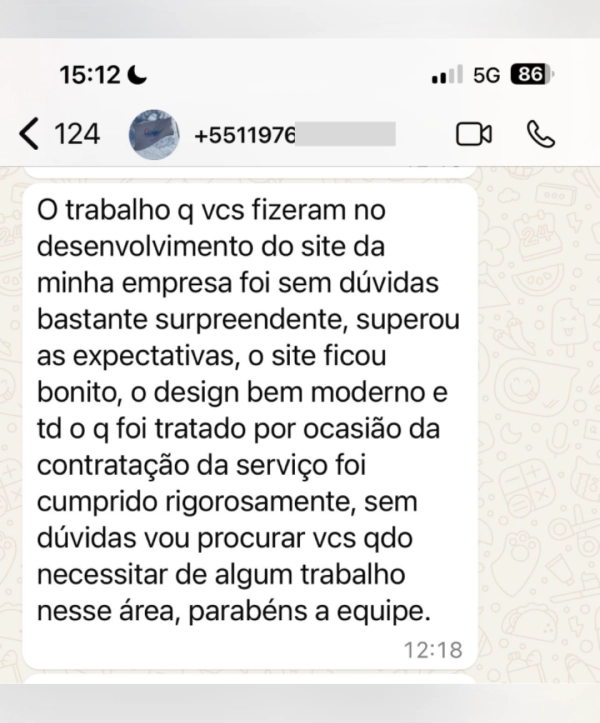 15:12
5G 86
124 +5511976
O trabalho q vcs fizeram no
desenvolvimento do site da
minha empresa foi sem dúvidas
bastante surpreendente, superou
as expectativas, o site ficou
bonito, o design bem moderno e
td o q foi tratado por ocasião da
contratação da serviço foi
cumprido rigorosamente, sem
dúvidas vou procurar vcs qdo
necessitar de algum trabalho
nesse área, parabéns a equipe.
12:18